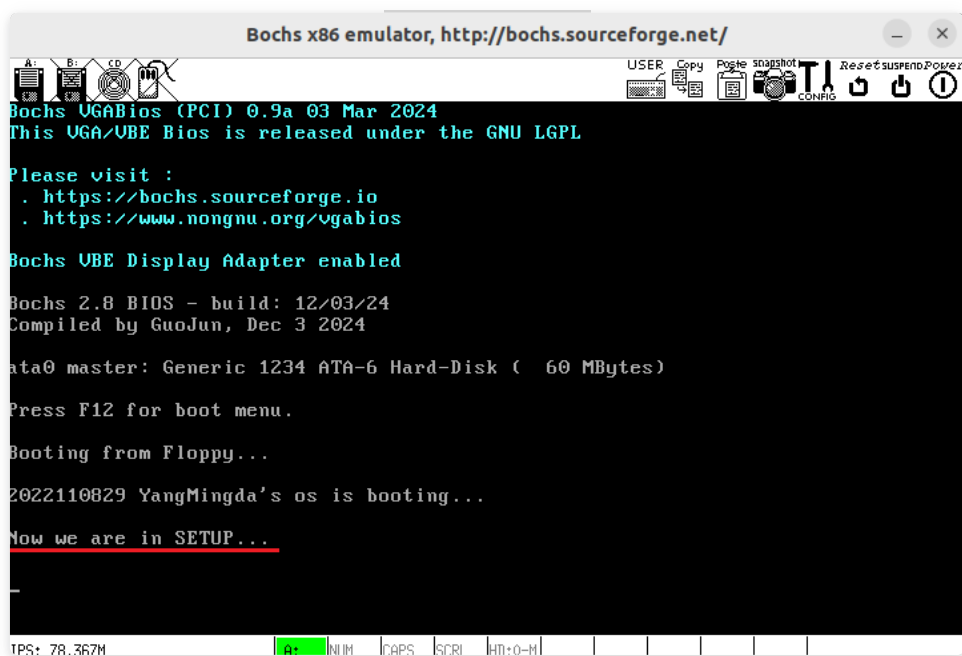 Bochs x86 emulator, http://bochs.sourceforge.net/
A: B: CD USER Copy Paste snapshot CONFIG Reset SUSPEND Power
Bochs VGABios (PCI) 0.9a 03 Mar 2024
This VGA/VBE Bios is released under the GNU LGPL
Please visit :
. https://bochs.sourceforge.io
. https://www.nongnu.org/vgabios
Bochs VBE Display Adapter enabled
Bochs 2.8 BIOS - build: 12/03/24
Compiled by GuoJun, Dec 3 2024
ata0 master: Generic 1234 ATA-6 Hard-Disk (  60 MBytes)
Press F12 for boot menu.
Booting from Floppy...
2022110829 YangMingda's os is booting...
Now we are in SETUP...
IPS: 78.367M A: NUM CAPS SCRL HD:0-M